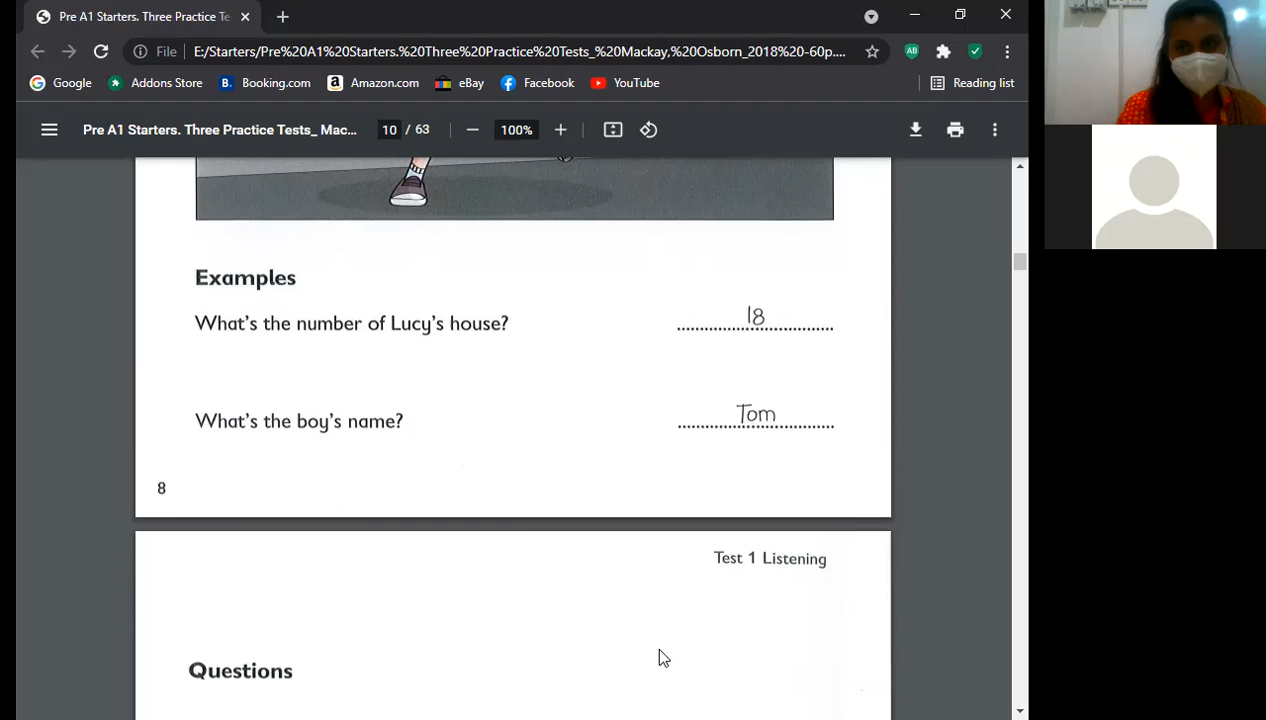 Pre A1 Starters. Three Practice Te
File E:/Starters/Pre%20A1%20Starters.%20Three%20Practice%20Tests_%20Mackay,%20Osborn_2018%20-60p....
AB
Google Addons Store B. Booking.com a Amazon.com eBay Facebook YouTube Reading list
Pre A1 Starters. Three Practice Tests_ Mac... 10 / 63 100%
Examples
What's the number of Lucy's house? 18
What's the boy's name? Tom
8
Test 1 Listening
Questions